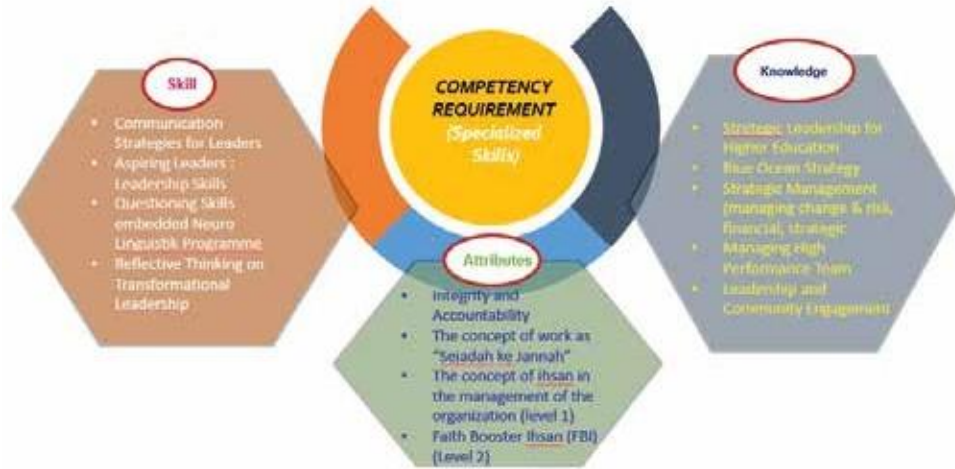 COMPETENCY
REQUIREMENT
(Specialized
Skills)
Skill
• Communication
Strategies for Leaders
• Aspiring Leaders :
Leadership Skills
• Questioning Skills
embedded Neuro
Linguistik Programme
• Reflective Thinking on
Transformational
Leadership
Attributes
• Integrity and
Accountability
• The concept of work as
"Sejadah ke Jannah"
• The concept of ihsan in
the management of the
organization (level 1)
• Faith Booster Ihsan (FBI)
(Level 2)
Knowledge
• Strategic Leadership for
Higher Education
• Blue Ocean Strategy
• Strategic Management
(managing change & risk,
financial, strategic
• Managing High
Performance Team
• Leadership and
Community Engagement